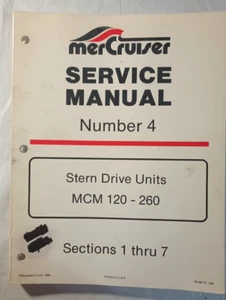 merCruiser
SERVICE
MANUAL
Number 4
Stern Drive Units
MCM 120 - 260
Sections 1 thru 7